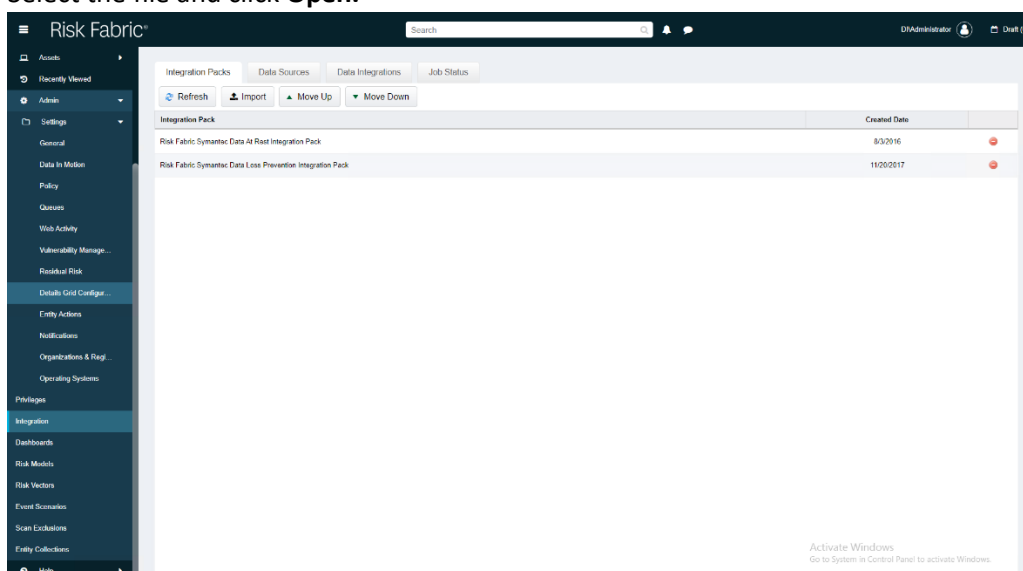 Select the file and click Open.
Risk Fabric®
Search
DI\Administrator
Draft (
Assets
Recently Viewed
Admin
Settings
General
Data In Motion
Policy
Queues
Web Activity
Vulnerability Manage...
Residual Risk
Details Grid Configur...
Entity Actions
Notifications
Organizations & Regi...
Operating Systems
Privileges
Integration
Dashboards
Risk Models
Risk Vectors
Event Scenarios
Scan Exclusions
Entity Collections
Help
Integration Packs Data Sources Data Integrations Job Status
Refresh Import Move Up Move Down
Integration Pack Created Date
Risk Fabric Symantec Data At Rest Integration Pack 8/3/2016
Risk Fabric Symantec Data Loss Prevention Integration Pack 11/20/2017
Activate Windows
Go to System in Control Panel to activate Windows.